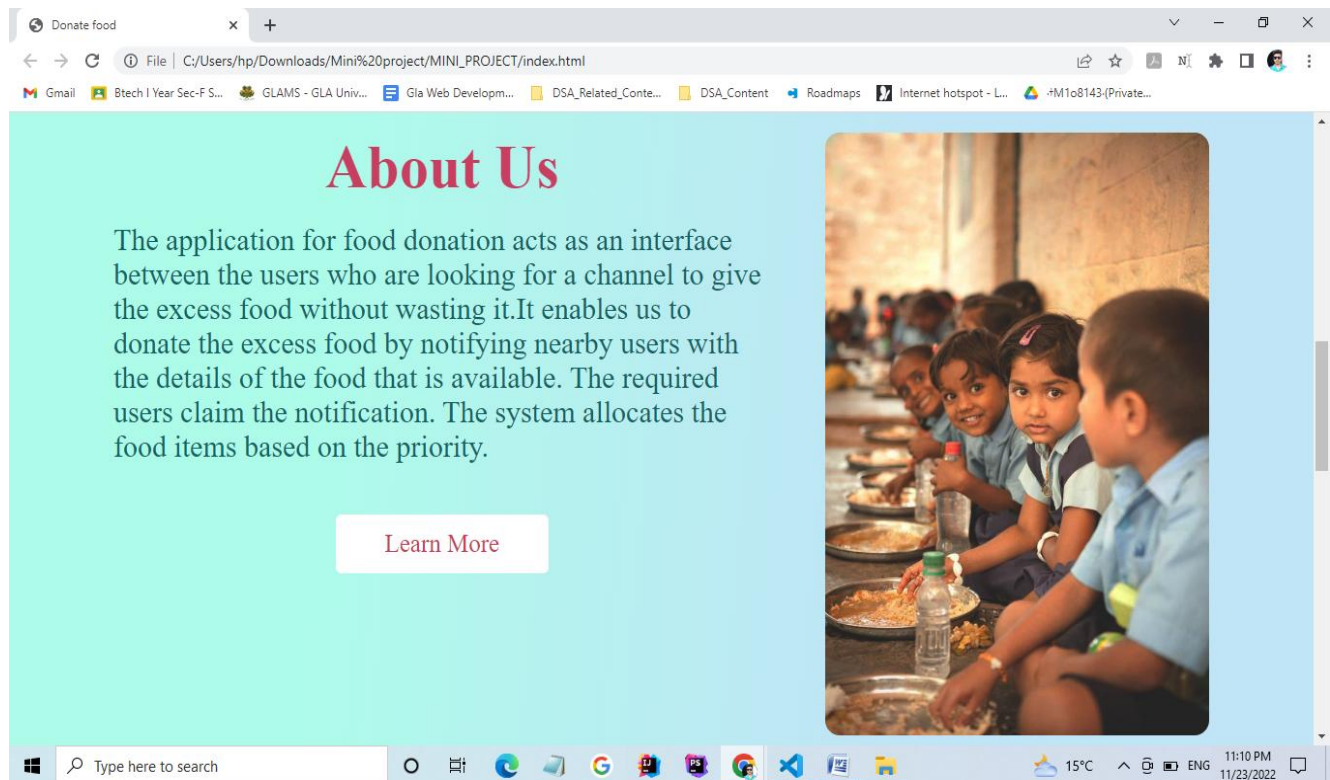 Donate food
File | C:/Users/hp/Downloads/Mini%20project/MINI_PROJECT/index.html
Gmail Btech I Year Sec-F S... GLAMS - GLA Univ... Gla Web Developm... DSA_Related_Conte... DSA_Content Roadmaps Internet hotspot - L... -+M1o8143-(Private...
About Us
The application for food donation acts as an interface
between the users who are looking for a channel to give
the excess food without wasting it.It enables us to
donate the excess food by notifying nearby users with
the details of the food that is available. The required
users claim the notification. The system allocates the
food items based on the priority.
Learn More
Type here to search
15°C ENG 11:10 PM
11/23/2022